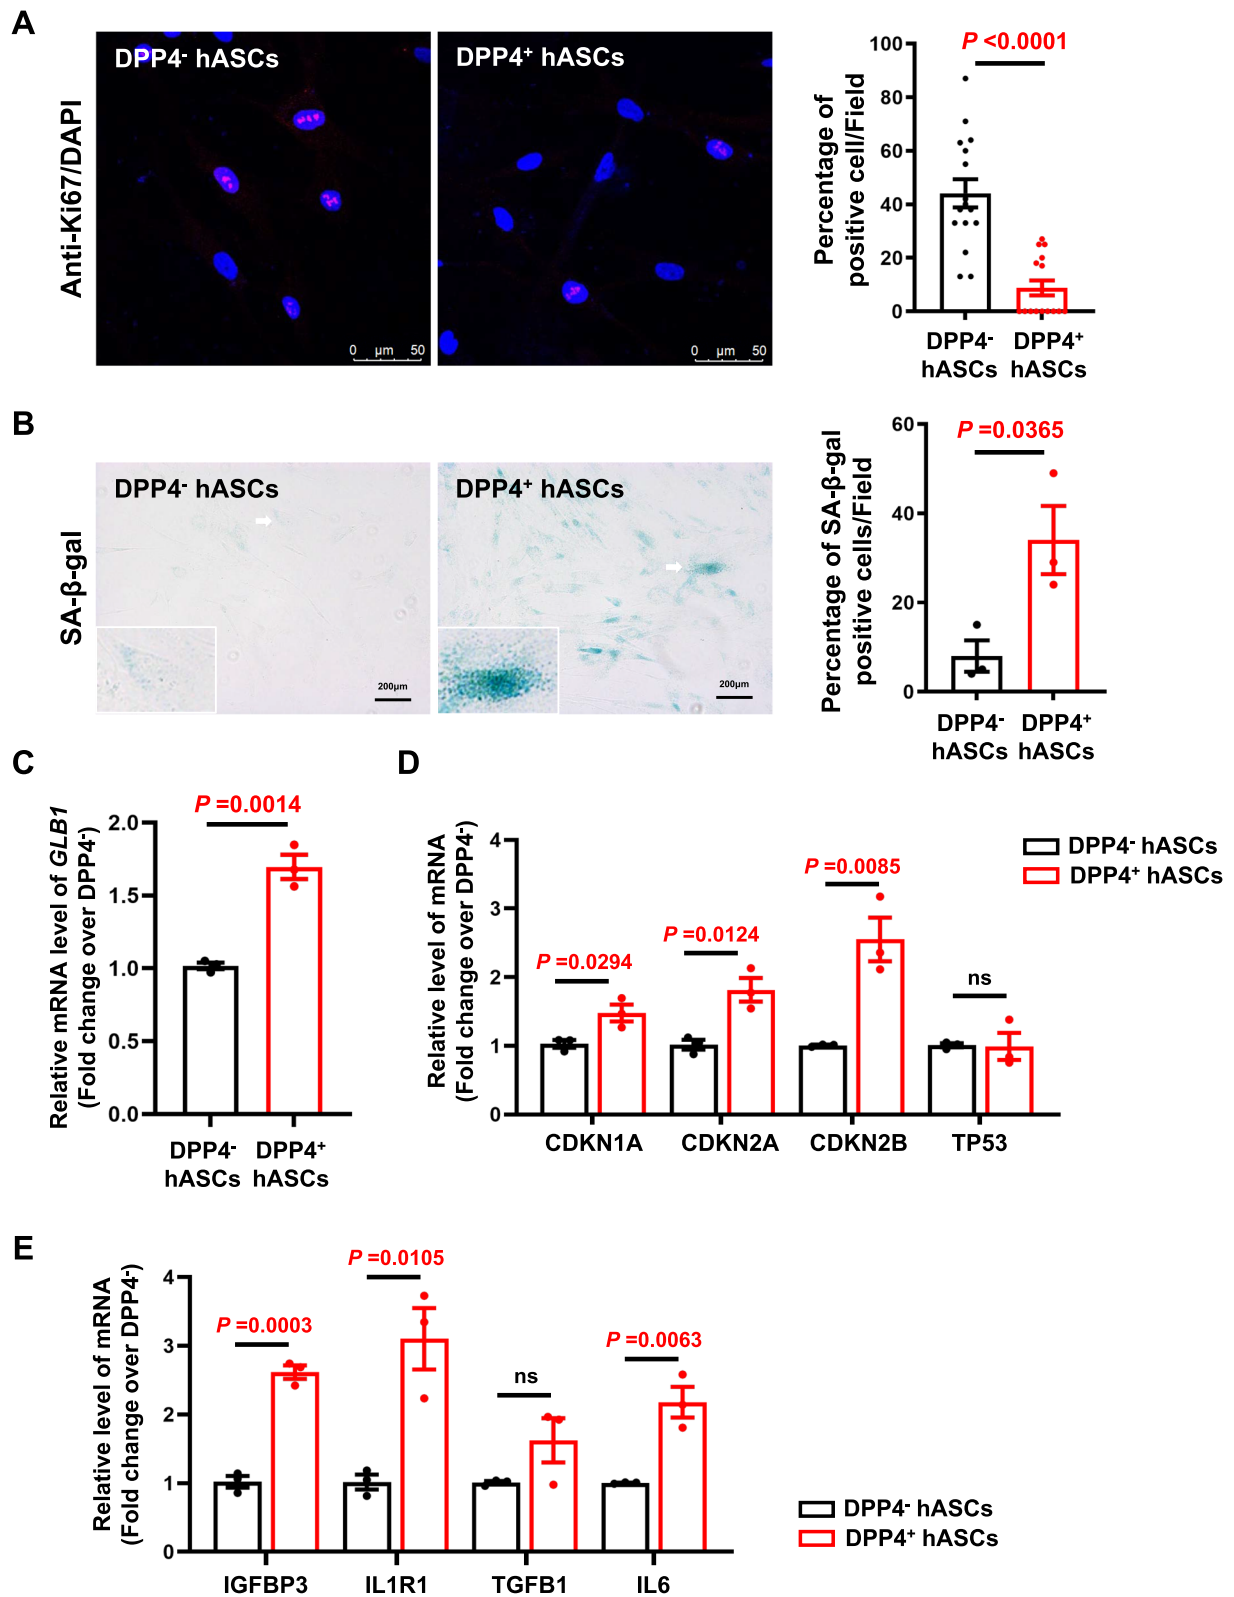 A
Anti-Ki67/DAPI
DPP4- hASCs
DPP4+ hASCs
0 µm 50
0 µm 50
Percentage of
positive cell/Field
P <0.0001
100
80
60
40
20
0
DPP4-
hASCs
DPP4+
hASCs
B
SA-β-gal
DPP4- hASCs
DPP4+ hASCs
200µm
200µm
Percentage of SA-β-gal
positive cells/Field
P =0.0365
60
40
20
0
DPP4-
hASCs
DPP4+
hASCs
C
Relative mRNA level of GLB1
(Fold change over DPP4-)
P =0.0014
2.0
1.5
1.0
0.5
0.0
DPP4-
hASCs
DPP4+
hASCs
D
Relative level of mRNA
(Fold change over DPP4-)
4
3
2
1
0
P =0.0294
P =0.0124
P =0.0085
ns
CDKN1A
CDKN2A
CDKN2B
TP53
DPP4- hASCs
DPP4+ hASCs
E
Relative level of mRNA
(Fold change over DPP4-)
4
3
2
1
0
P =0.0003
P =0.0105
ns
P =0.0063
IGFBP3
IL1R1
TGFB1
IL6
DPP4- hASCs
DPP4+ hASCs